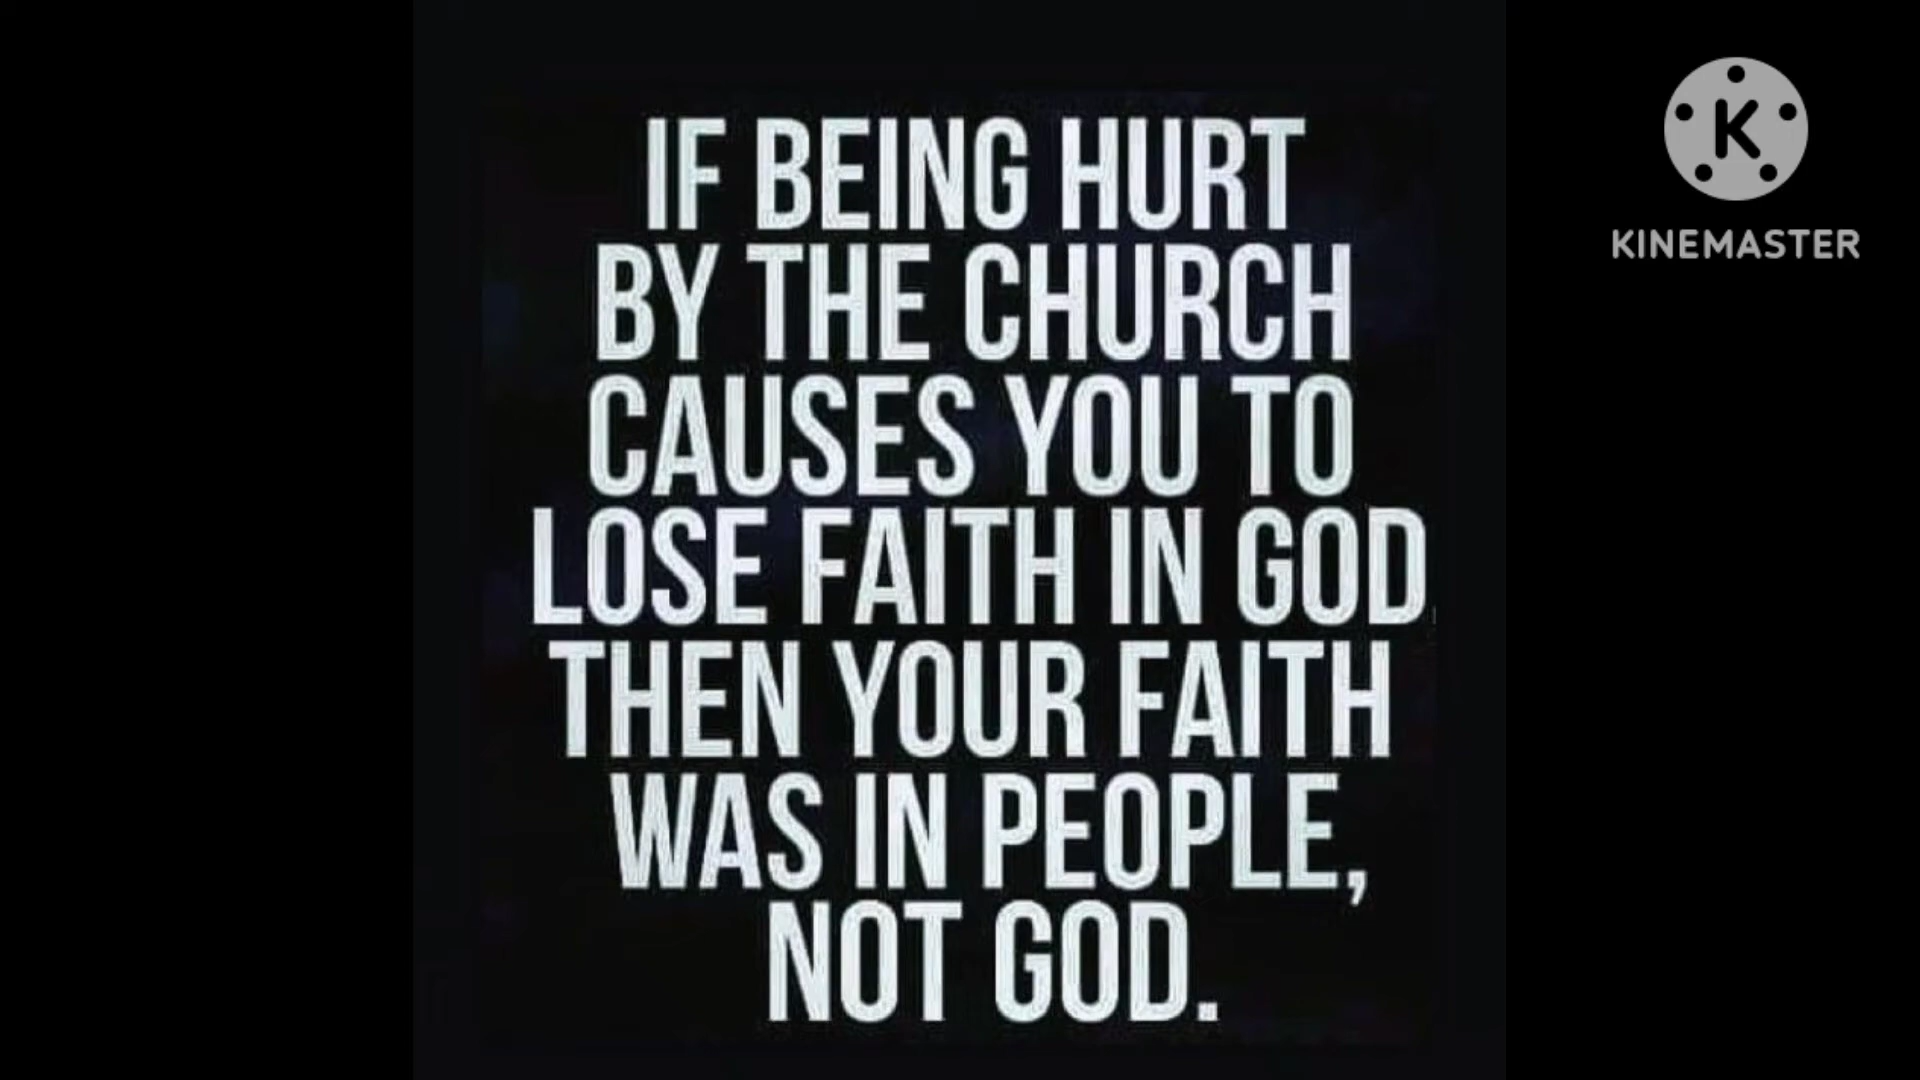 IF BEING HURT
BY THE CHURCH
CAUSES YOU TO
LOSE FAITH IN GOD
THEN YOUR FAITH
WAS IN PEOPLE,
NOT GOD.
K
KINEMASTER